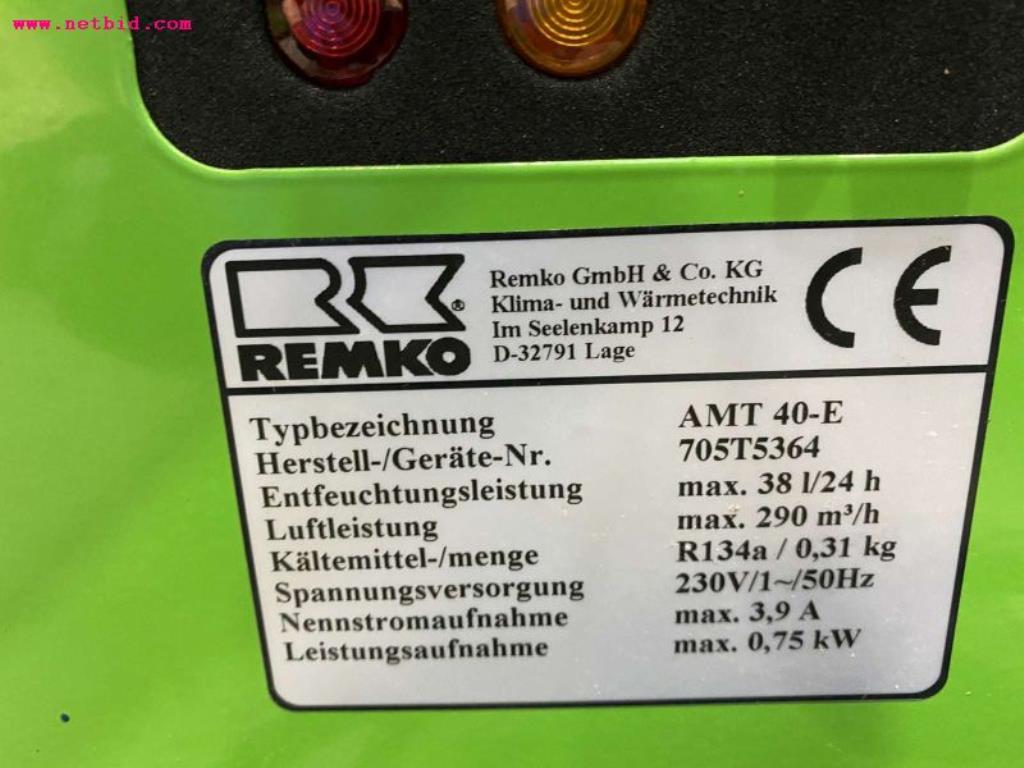 www.netbid.com
REMKO®
Remko GmbH & Co. KG
Klima- und Wärmetechnik
Im Seelenkamp 12
D-32791 Lage
CE
Typbezeichnung AMT 40-E
Herstell-/Geräte-Nr. 705T5364
Entfeuchtungsleistung max. 38 l/24 h
Luftleistung max. 290 m³/h
Kältemittel-/menge R134a / 0,31 kg
Spannungsversorgung 230V/1~/50Hz
Nennstromaufnahme max. 3,9 A
Leistungsaufnahme max. 0,75 kW